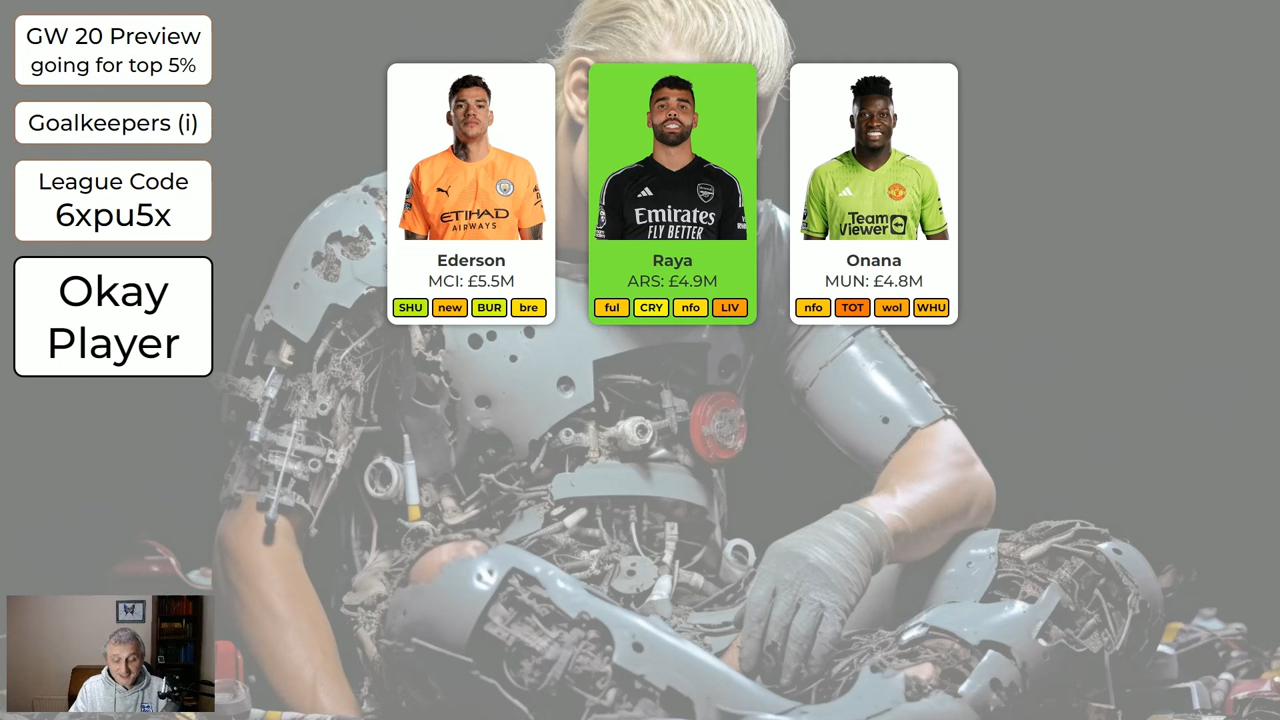 GW 20 Preview
going for top 5%
Goalkeepers (i)
League Code
6xpu5x
Okay
Player
ETIHAD
AIRWAYS
Ederson
MCI: £5.5M
SHU new BUR bre
Emirates
FLY BETTER
Raya
ARS: £4.9M
ful CRY nfo LIV
Team
Viewer
Onana
MUN: £4.8M
nfo TOT wol WHU